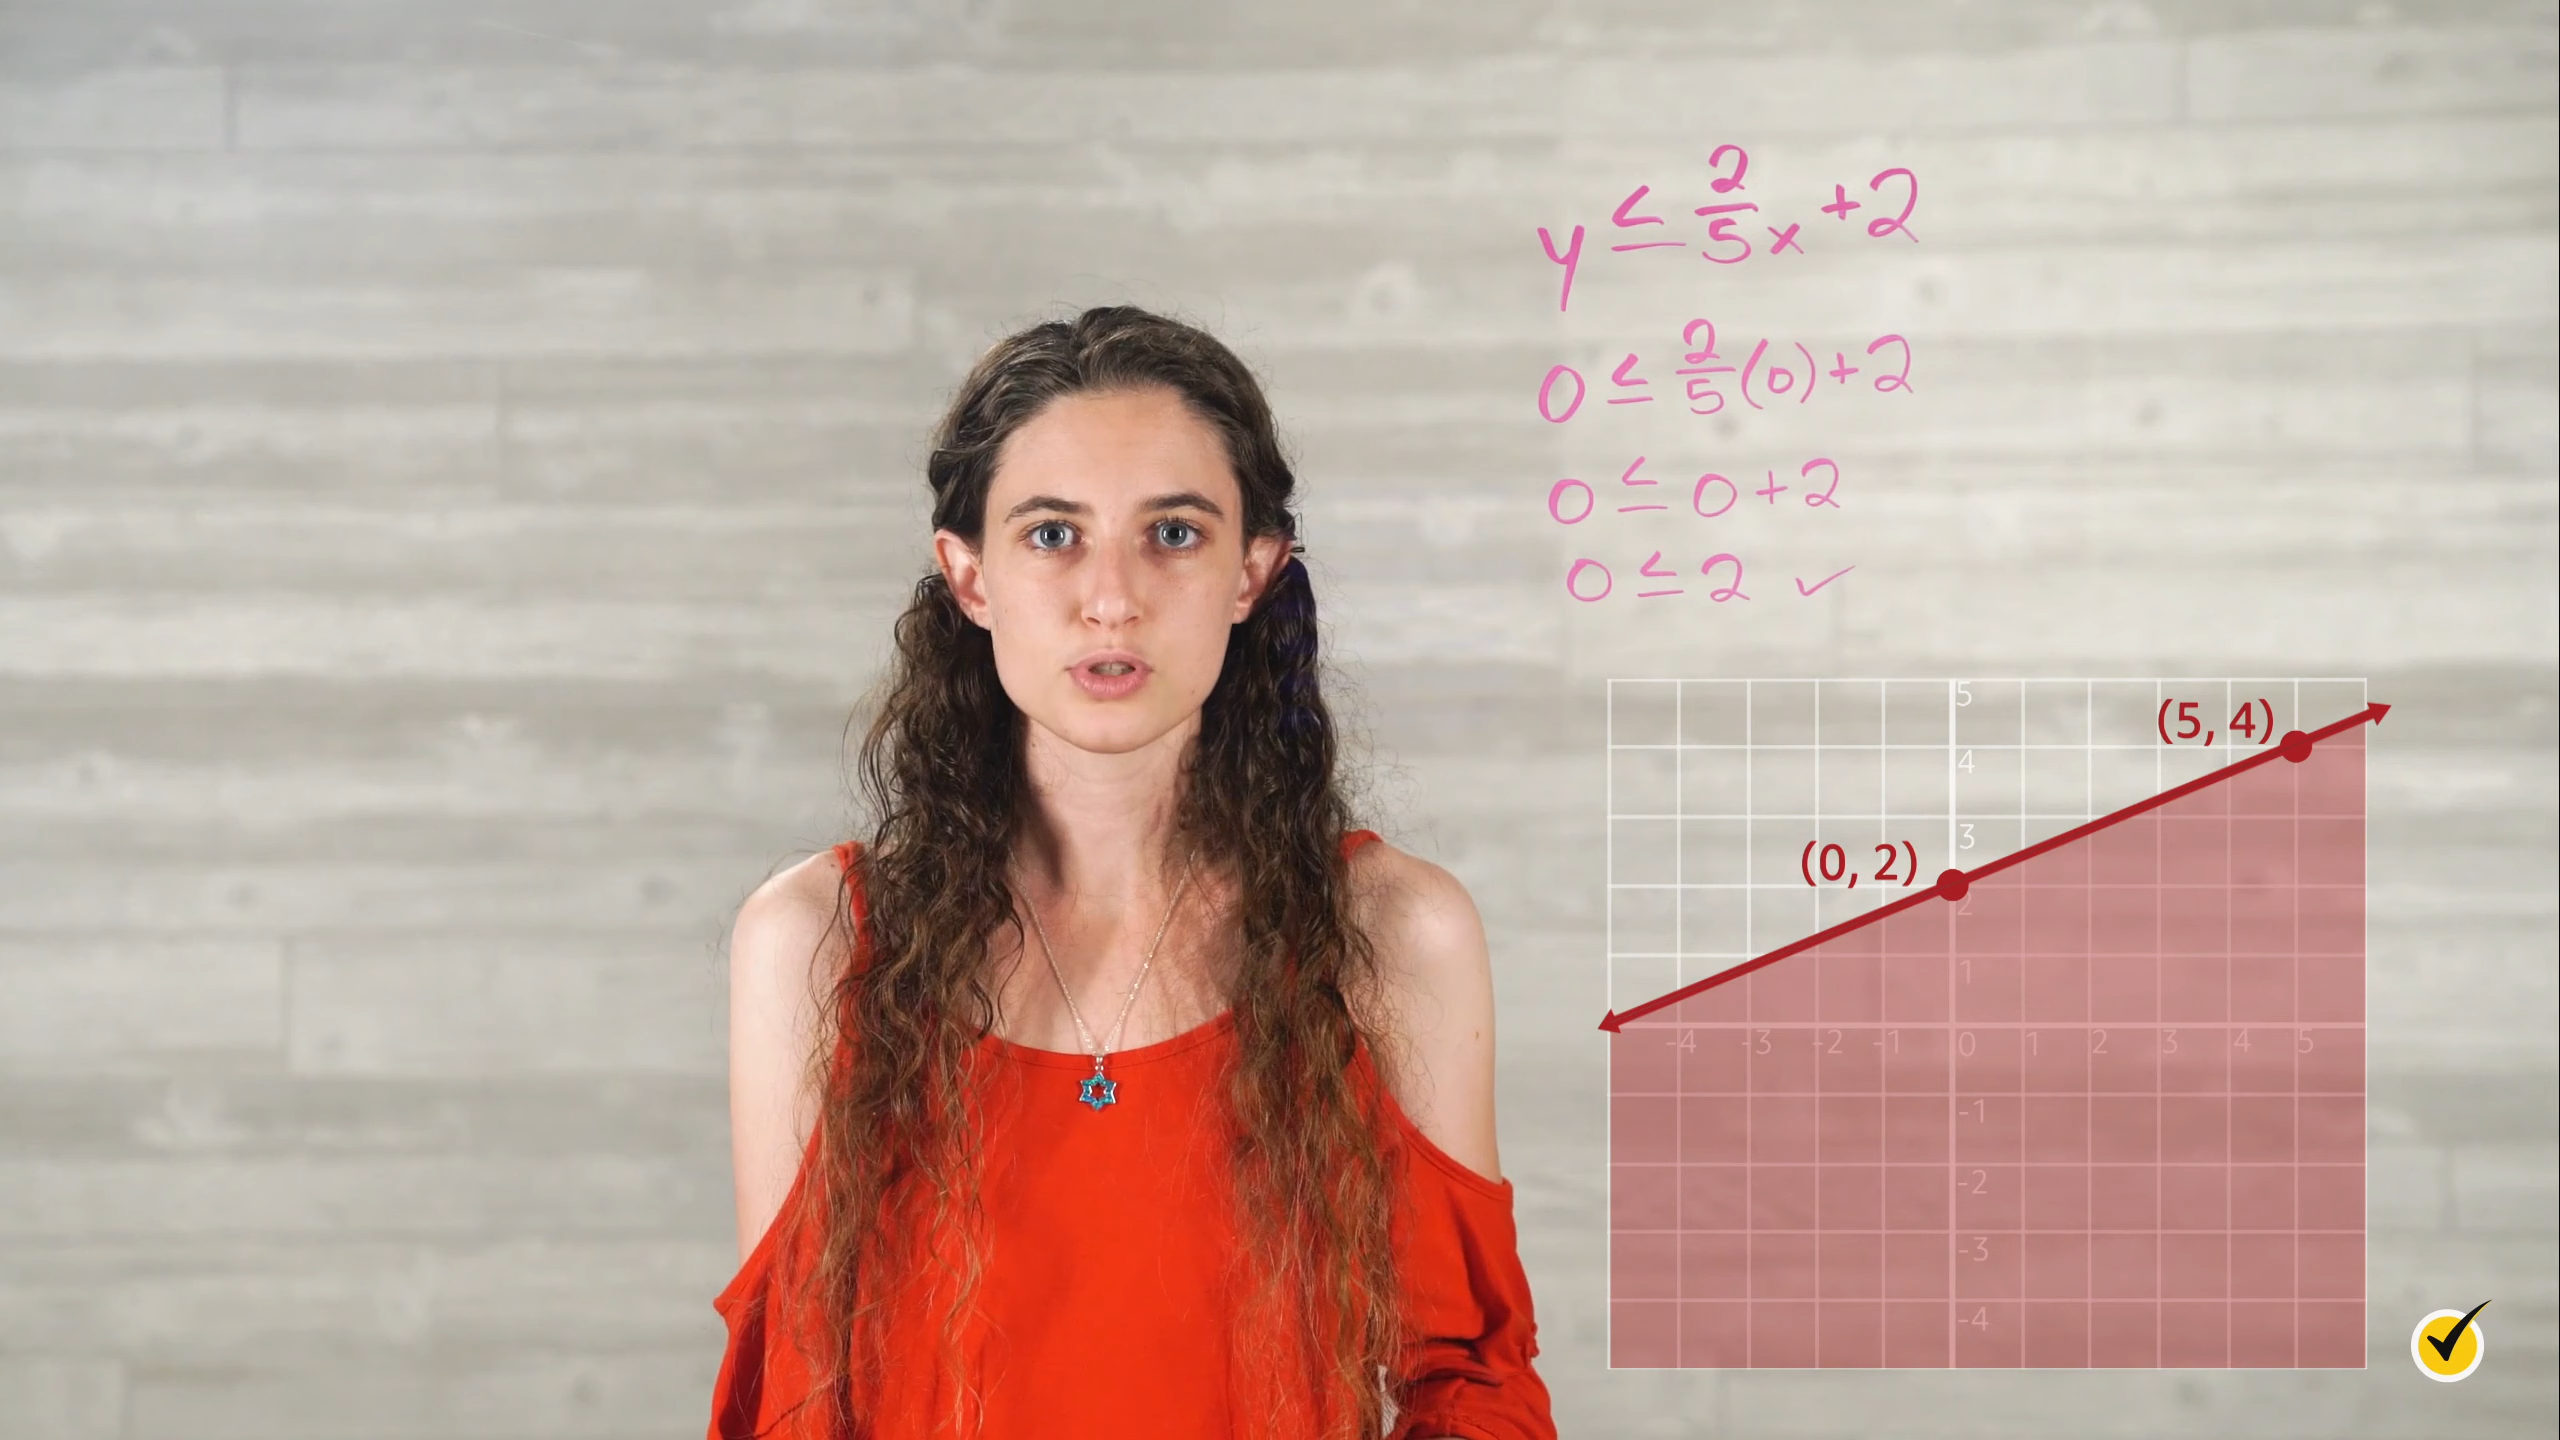 y ≤ 2/5 x + 2
0 ≤ 2/5 (0) + 2
0 ≤ 0 + 2
0 ≤ 2 ✓
5
(5, 4)
4
3
(0, 2)
2
1
-4 -3 -2 -1 0 1 2 3 4 5
-1
-2
-3
-4